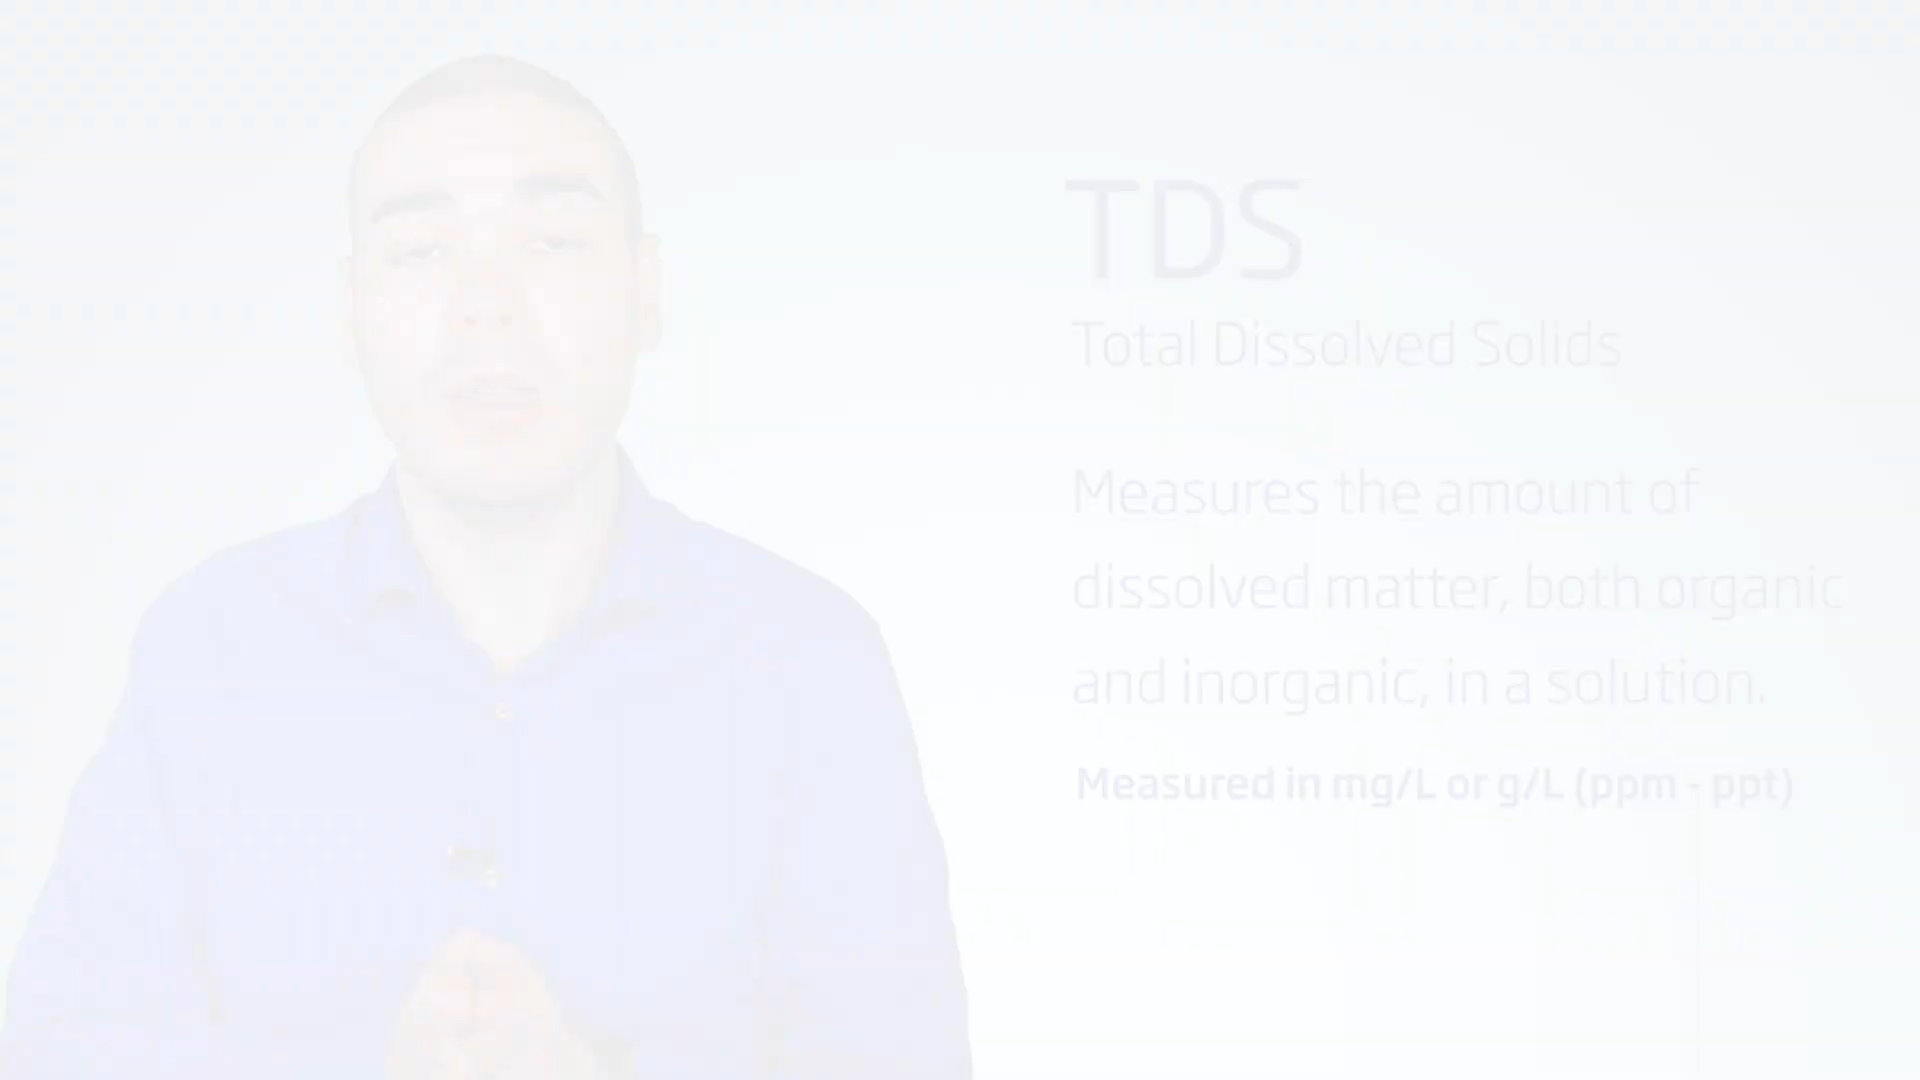 TDS
Total Dissolved Solids
Measures the amount of
dissolved matter, both organic
and inorganic, in a solution.
Measured in mg/L or g/L (ppm - ppt)